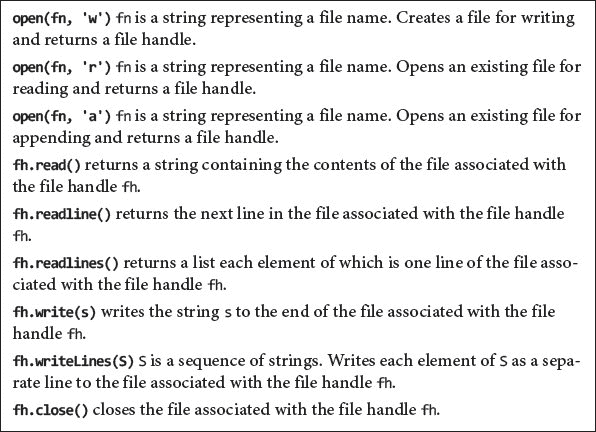 open(fn, 'w') fn is a string representing a file name. Creates a file for writing
and returns a file handle.
open(fn, 'r') fn is a string representing a file name. Opens an existing file for
reading and returns a file handle.
open(fn, 'a') fn is a string representing a file name. Opens an existing file for
appending and returns a file handle.
fh.read() returns a string containing the contents of the file associated with
the file handle fh.
fh.readline() returns the next line in the file associated with the file handle
fh.
fh.readlines() returns a list each element of which is one line of the file asso-
ciated with the file handle fh.
fh.write(s) writes the string s to the end of the file associated with the file
handle fh.
fh.writeLines(S) S is a sequence of strings. Writes each element of S as a sepa-
rate line to the file associated with the file handle fh.
fh.close() closes the file associated with the file handle fh.